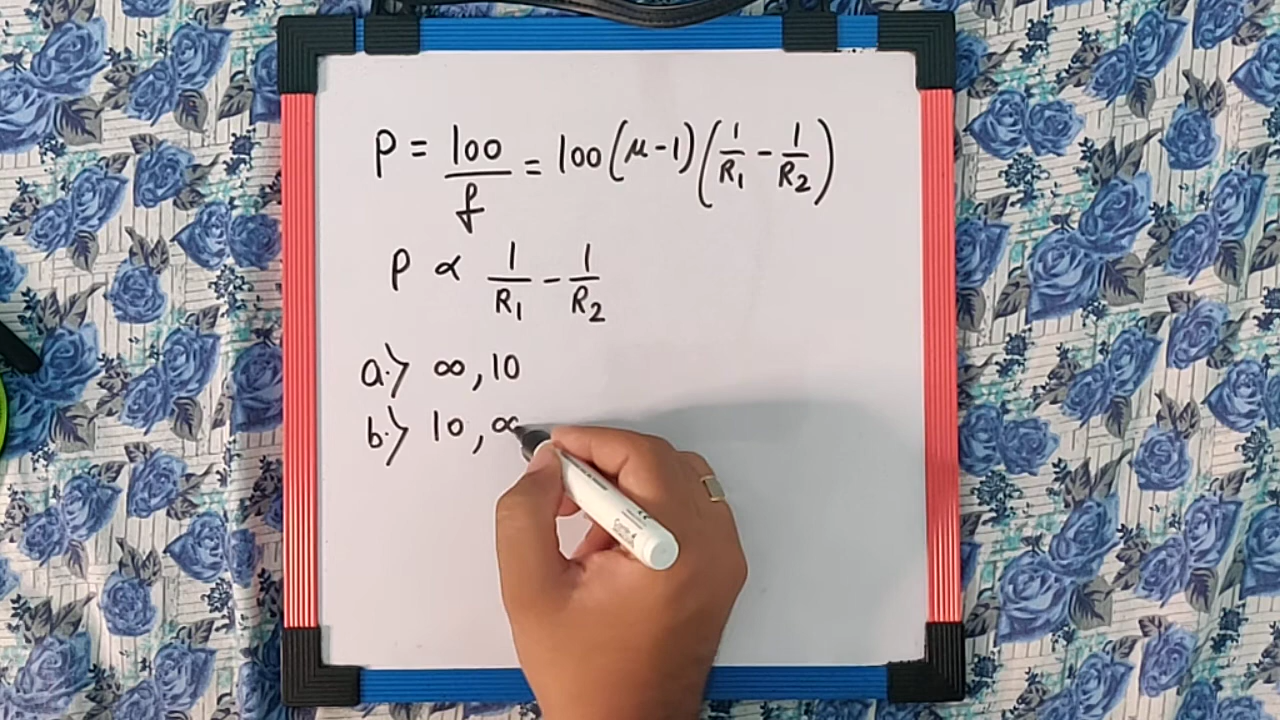 P = 100/f = 100(μ-1)(1/R₁ - 1/R₂)
P ∝ 1/R₁ - 1/R₂
a.> ∞, 10
b.> 10, ∞